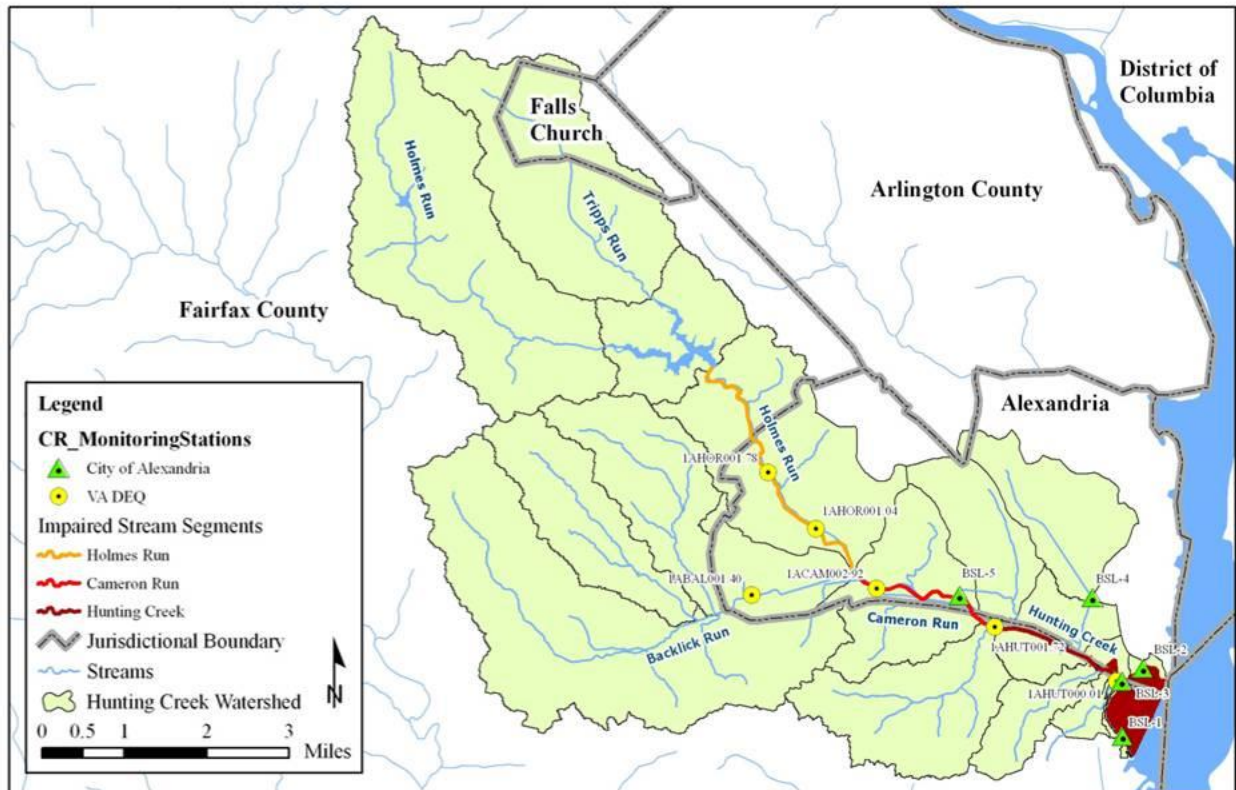 District of
Columbia
Falls
Church
Holmes Run
Arlington County
Tripps Run
Fairfax County
Alexandria
Holmes Run
1AHOR001.78
1AHOR001.04
1ABAL001.40
1ACAM002.92
BSL-5
BSL-4
Cameron Run
Hunting Creek
Backlick Run
1AHUT001.72
BSL-2
1AHUT000.01
BSL-3
BSL-1
Legend
CR_MonitoringStations
City of Alexandria
VA DEQ
Impaired Stream Segments
Holmes Run
Cameron Run
Hunting Creek
Jurisdictional Boundary
Streams
Hunting Creek Watershed
N
0 0.5 1 2 3
Miles